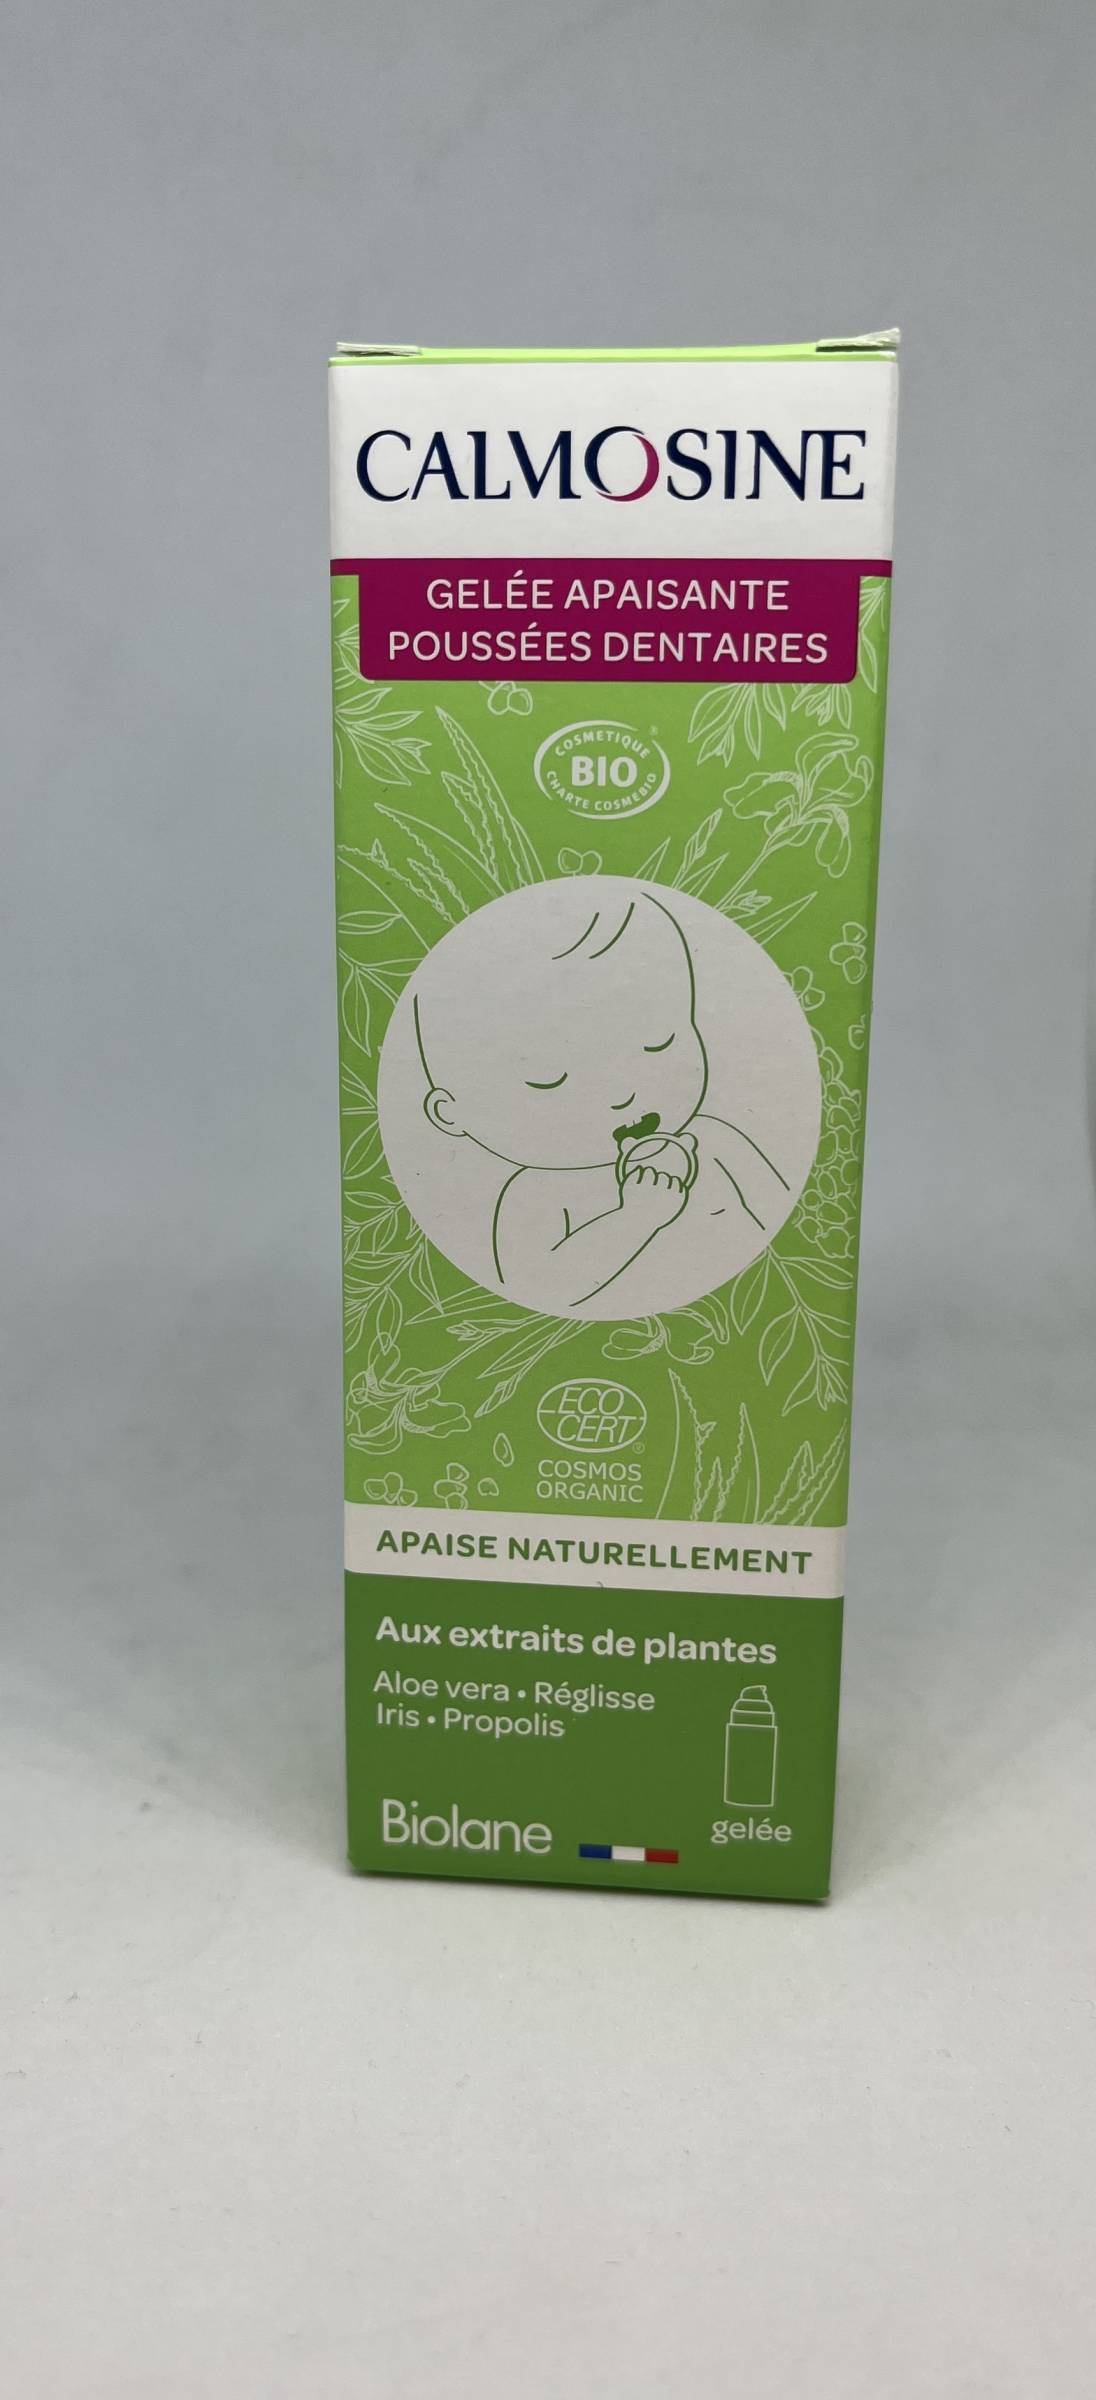 CALMOSINE
GELÉE APAISANTE
POUSSÉES DENTAIRES
COSMETIQUE
®
BIO
CHARTE COSMEBIO
ECO
CERT
®
COSMOS
ORGANIC
APAISE NATURELLEMENT
Aux extraits de plantes
Aloe vera • Réglisse
Iris • Propolis
Biolane
gelée